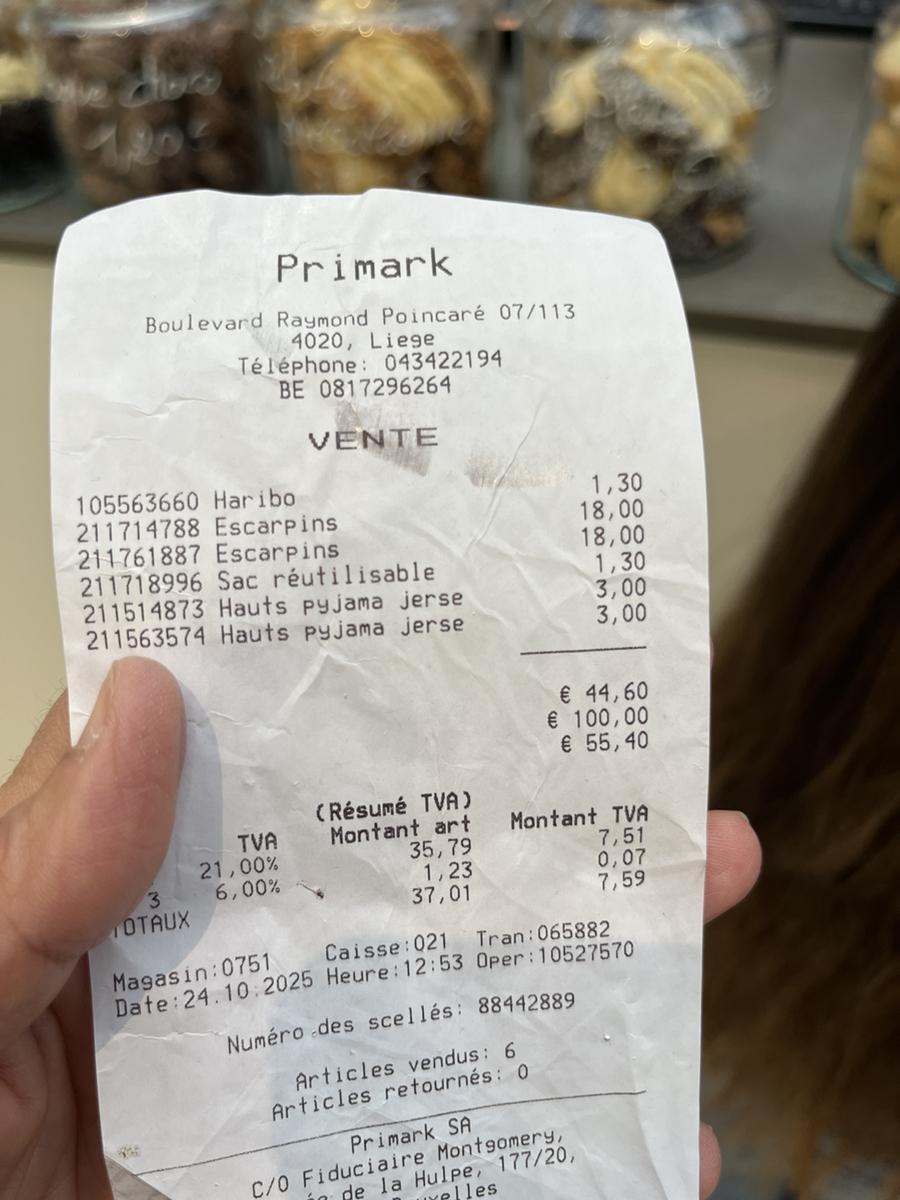 1,20€
Primark
Boulevard Raymond Poincaré 07/113
4020, Liege
Téléphone: 043422194
BE 0817296264
VENTE
105563660 Haribo 1,30
211714788 Escarpins 18,00
211761887 Escarpins 18,00
211718996 Sac réutilisable 1,30
211514873 Hauts pyjama jerse 3,00
211563574 Hauts pyjama jerse 3,00
€ 44,60
€ 100,00
€ 55,40
(Résumé TVA)
TVA Montant art Montant TVA
21,00% 35,79 7,51
3 6,00% 1,23 0,07
TOTAUX 37,01 7,59
Magasin:0751 Caisse:021 Tran:065882
Date:24.10.2025 Heure:12:53 Oper:10527570
Numéro des scellés: 88442889
Articles vendus: 6
Articles retournés: 0
Primark SA
C/O Fiduciaire Montgomery,
de la Hulpe, 177/20,